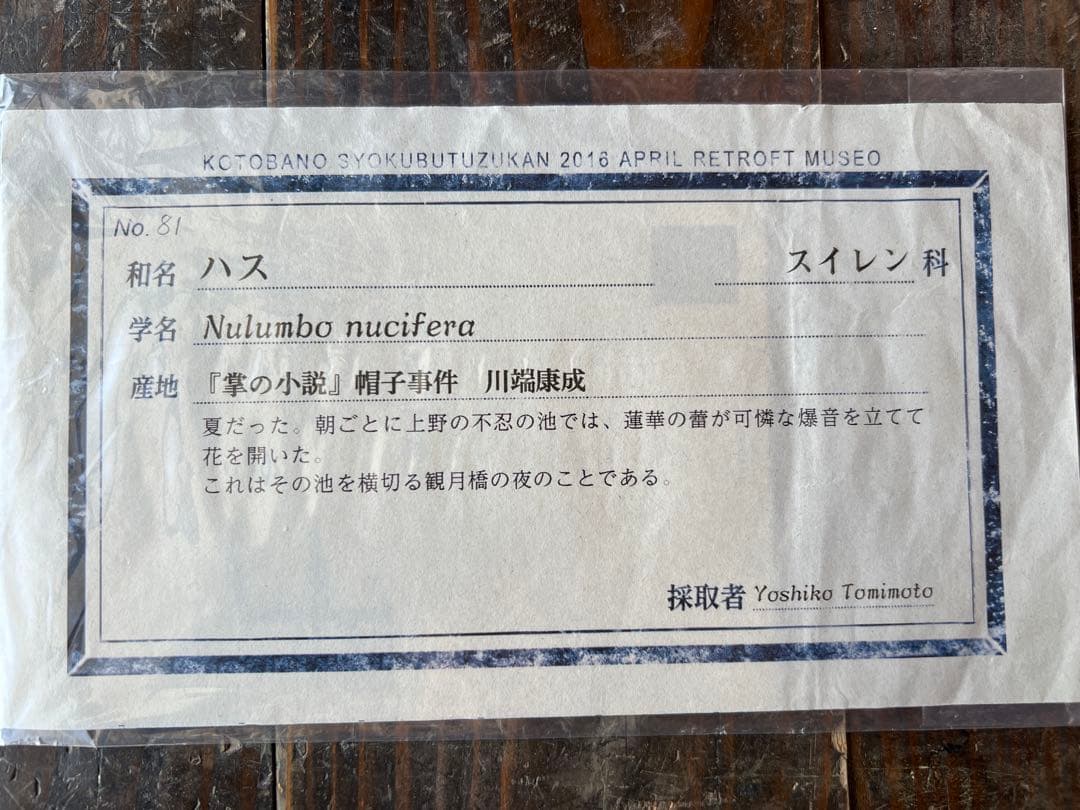 KOTOBANO SYOKUBUTUZUKAN 2016 APRIL RETROFT MUSEO
No. 81
和名 ハス スイレン 科
学名 Nulumbo nucifera
産地 『掌の小説』帽子事件 川端康成
夏だった。朝ごとに上野の不忍の池では、蓮華の蕾が可憐な爆音を立てて
花を開いた。
これはその池を横切る観月橋の夜のことである。
採取者 Yoshiko Tomimoto